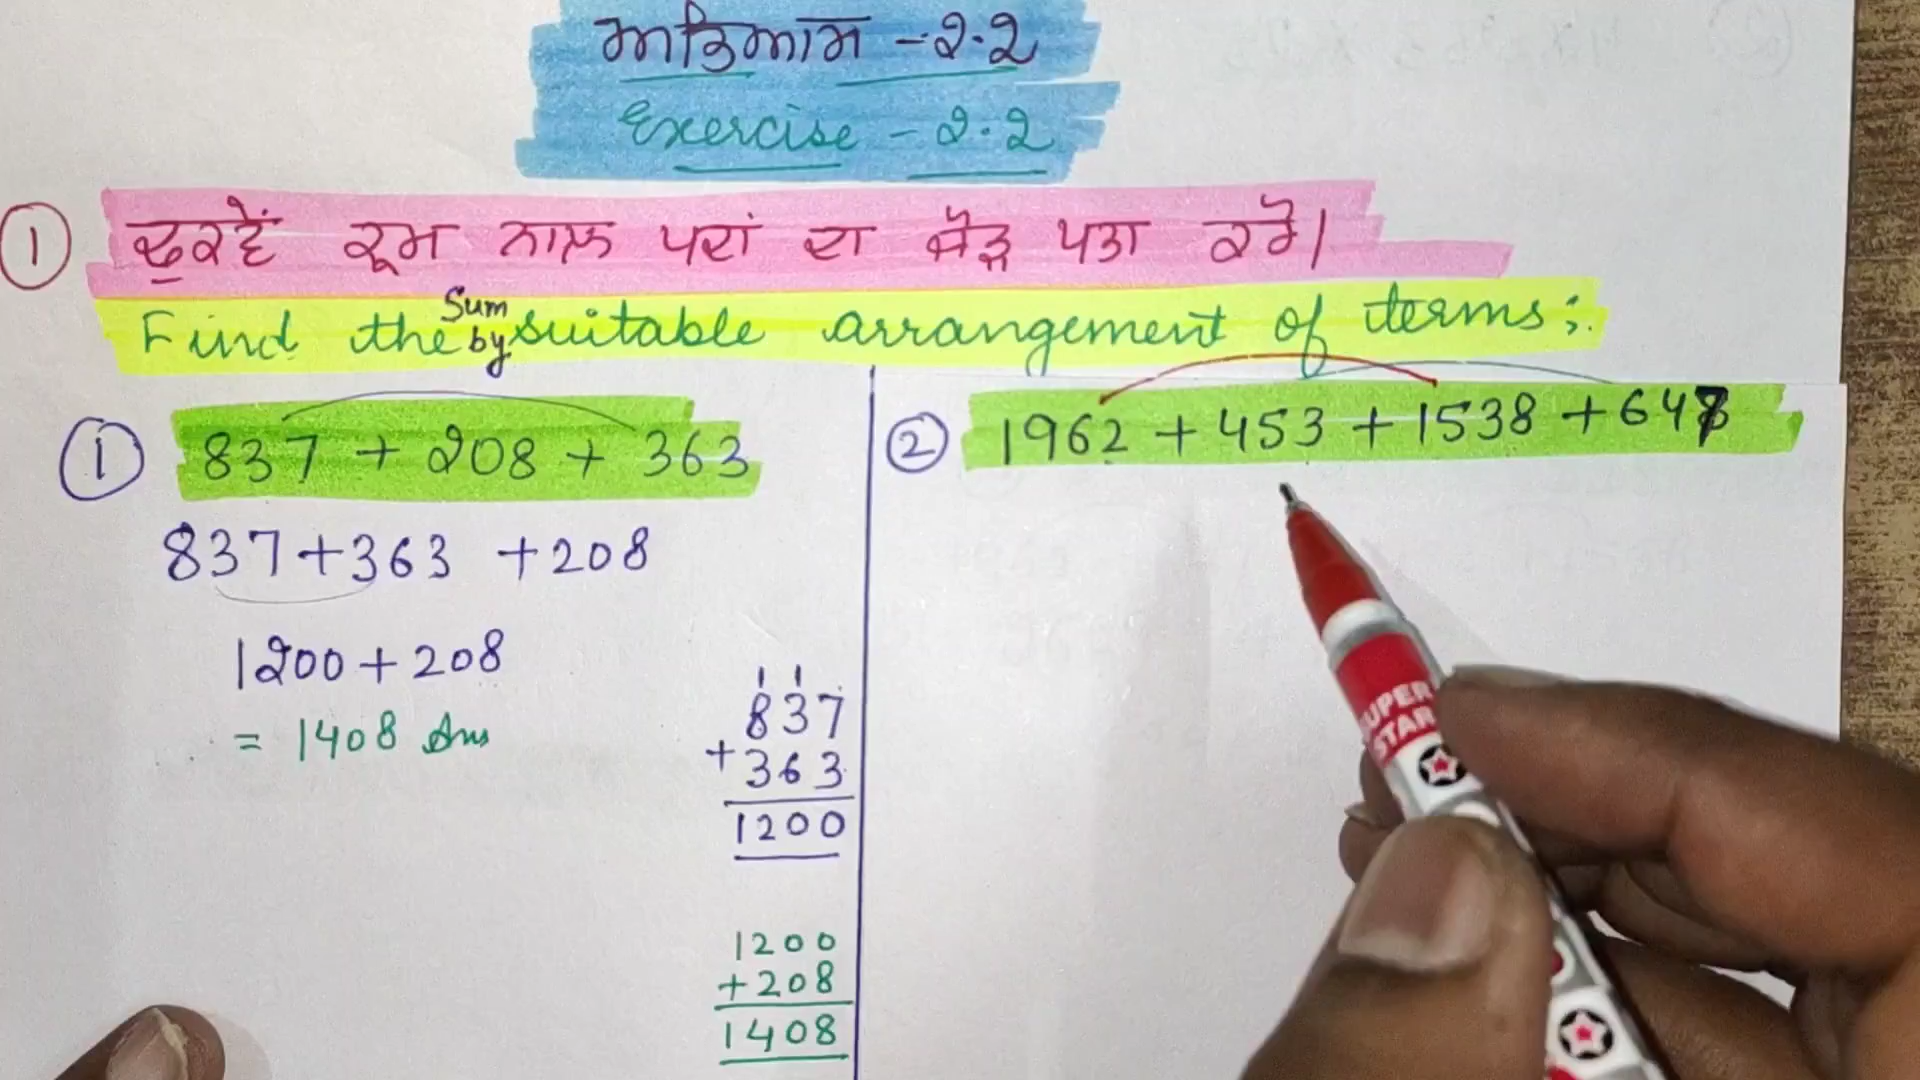 ਅਭਿਆਸ - 2.2
Exercise - 2.2
1 ਢੁਕਵੇਂ ਕ੍ਰਮ ਨਾਲ ਪਦਾਂ ਦਾ ਜੋੜ ਪਤਾ ਕਰੋ।
Find the Sum by suitable arrangement of terms:
1 837 + 208 + 363
837+363 +208
1200+208
= 1408 Ans
1 1
837
+363
1200
1200
+208
1408
2 1962 + 453 + 1538 + 647
SUPER
STAR